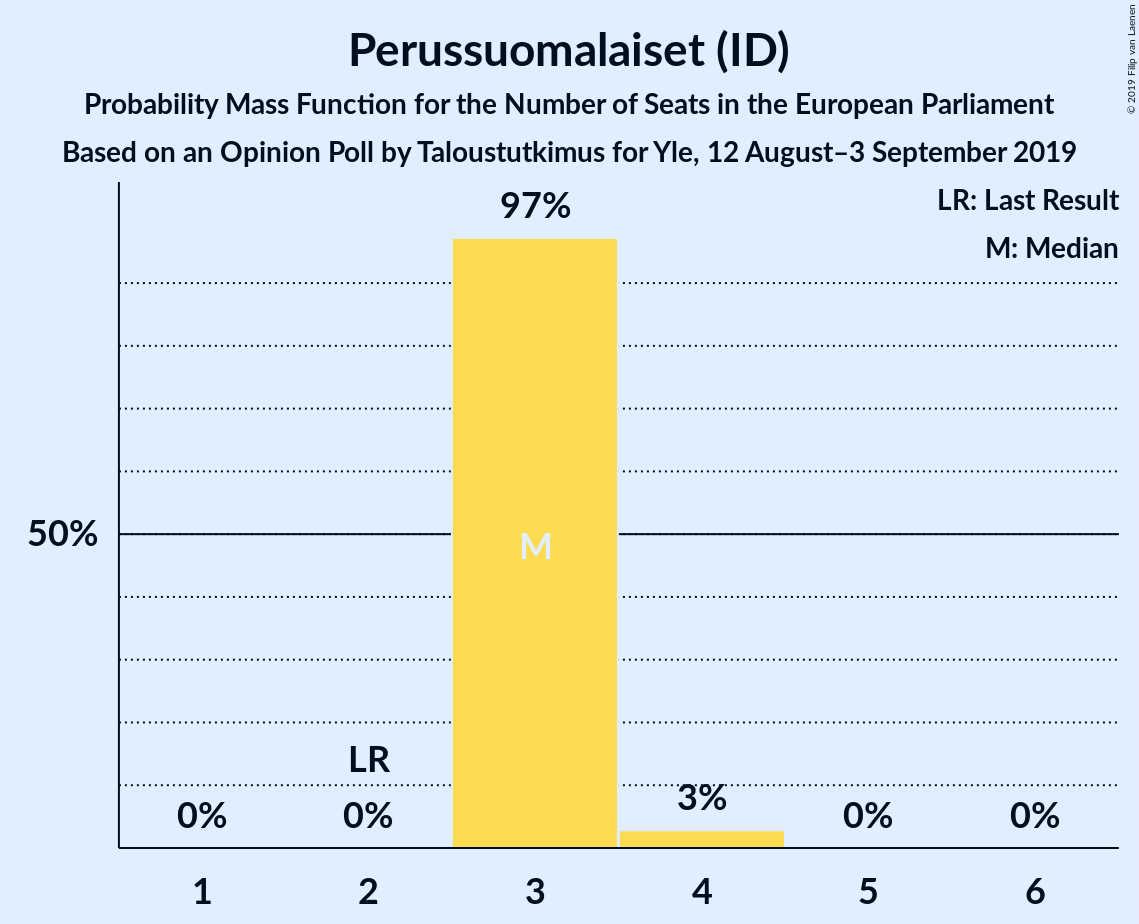 Perussuomalaiset (ID)
Probability Mass Function for the Number of Seats in the European Parliament
Based on an Opinion Poll by Taloustutkimus for Yle, 12 August–3 September 2019
© 2019 Filip van Laenen
LR: Last Result
M: Median
97%
50%
M
LR
0%
0%
3%
0%
0%
1
2
3
4
5
6